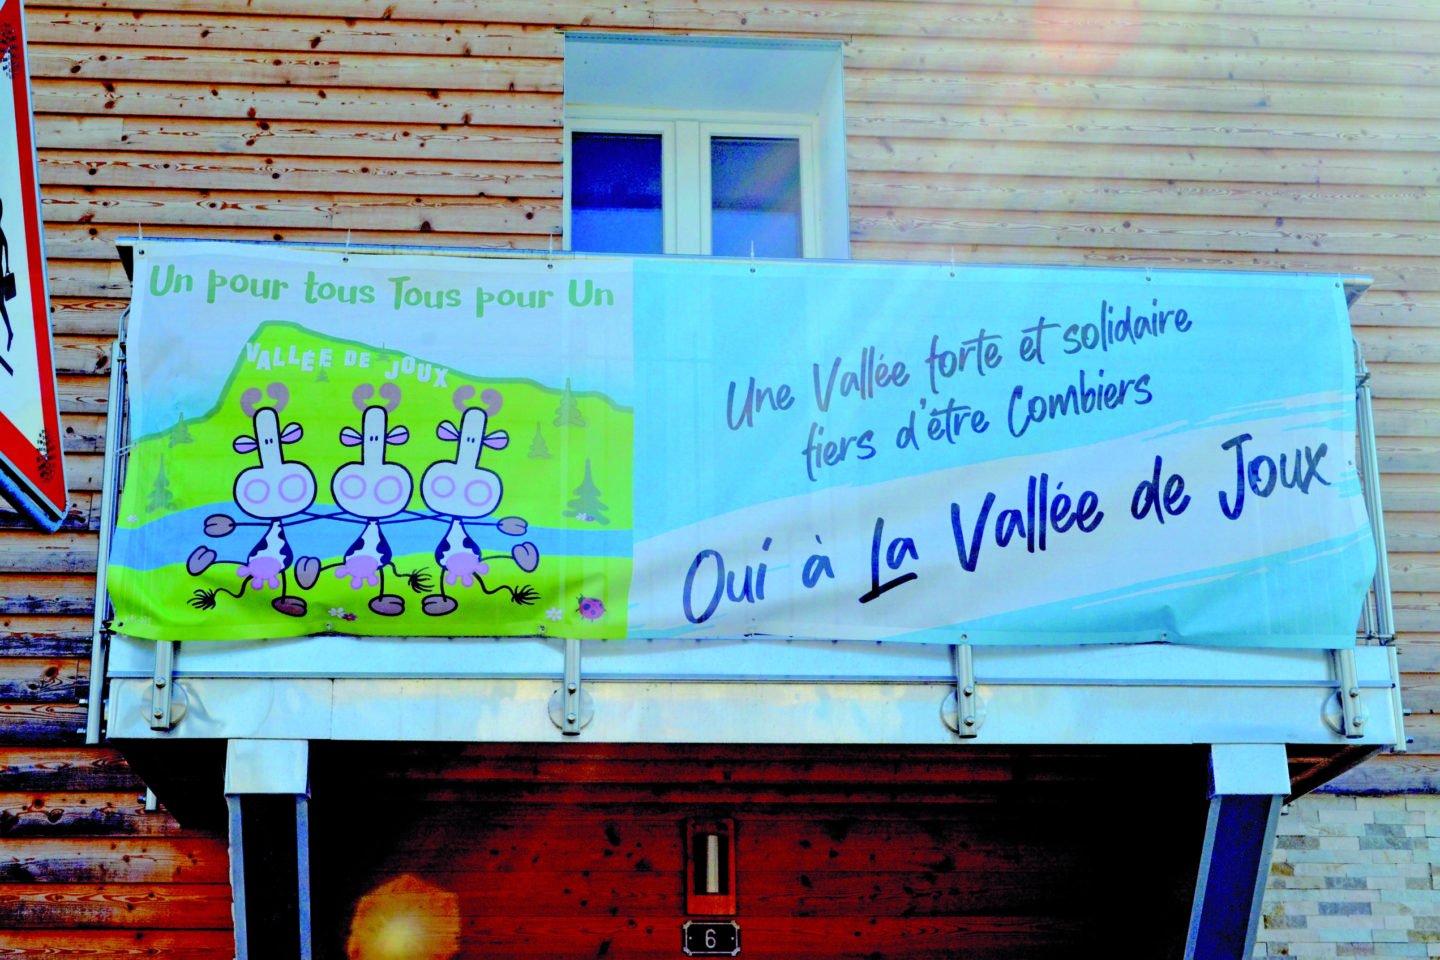 Un pour tous Tous pour Un
VALLÉE DE JOUX
Une Vallée forte et solidaire
fiers d'être Combiers
Oui à La Vallée de Joux
6